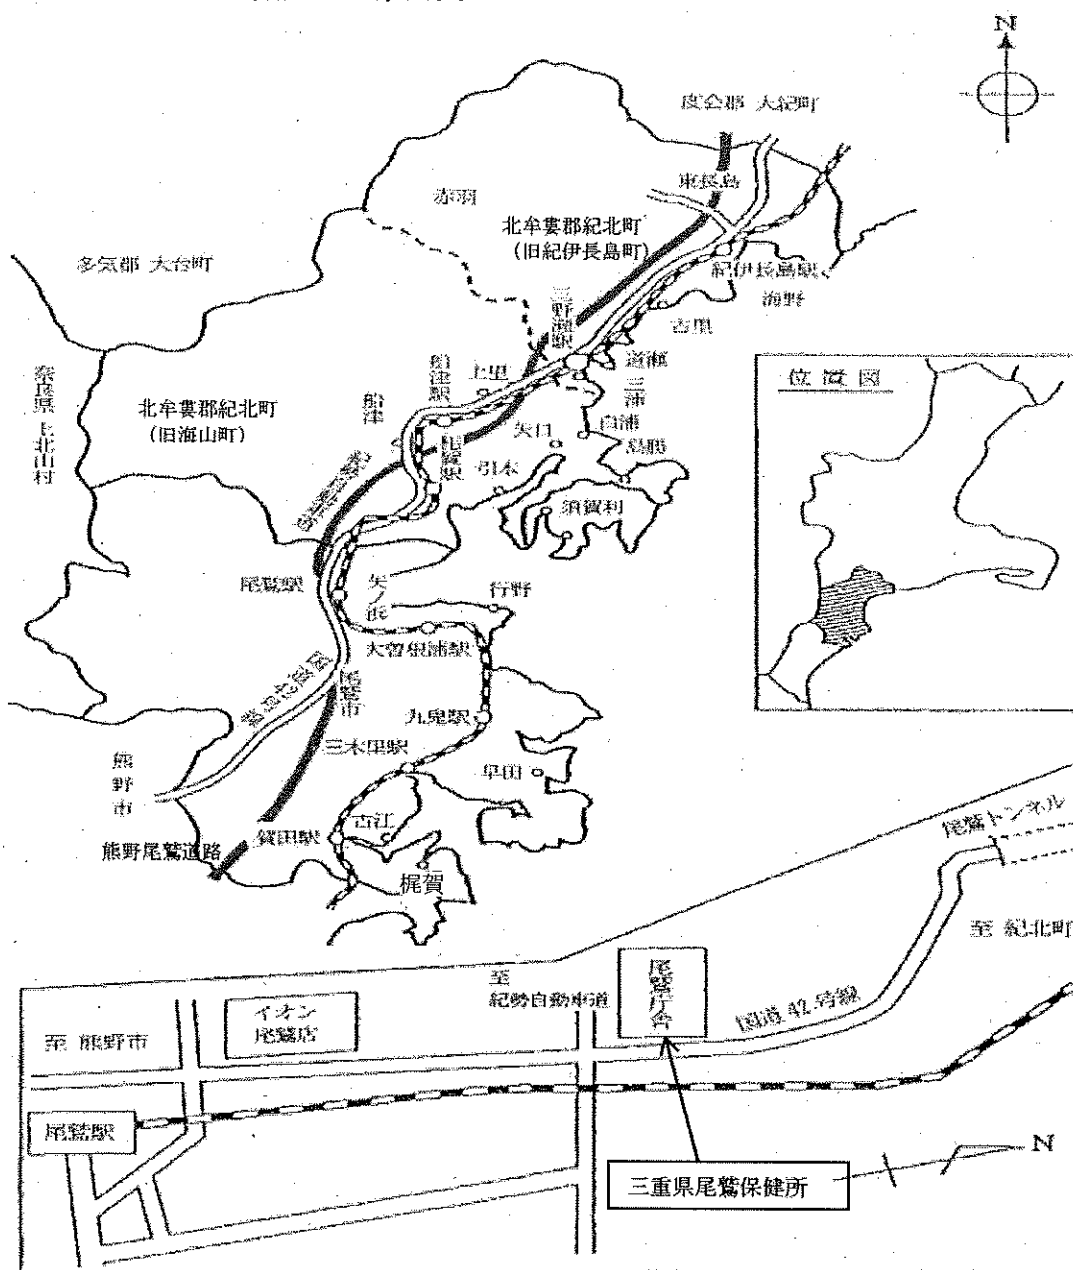 N
度会郡 大紀町
東長島
赤羽
北牟婁郡紀北町
(旧紀伊長島町)
多気郡 大台町
紀伊長島駅
海野
三野瀬駅
古里
道瀬
船津駅
上里
三浦
奈良県 上北山村
船津
北牟婁郡紀北町
(旧海山町)
白浦
矢口
島勝
相賀駅
引本
須賀利
尾鷲駅
矢ノ浜
行野
大曽根浦駅
国道42号線
尾鷲市
九鬼駅
三木里駅
早田
熊野市
古江
賀田駅
熊野尾鷲道路
梶賀
位置図
尾鷲トンネル
至 紀北町
至
紀勢自動車道
尾鷲庁舎
国道 42 号線
イオン
尾鷲店
至 熊野市
尾鷲駅
N
三重県尾鷲保健所